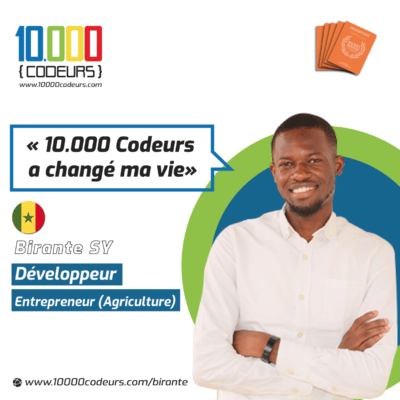 10.000
{CODEURS}
www.10000codeurs.com
« 10.000 Codeurs
a changé ma vie»
Birante SY
Développeur
Entrepreneur (Agriculture)
www.10000codeurs.com/birante